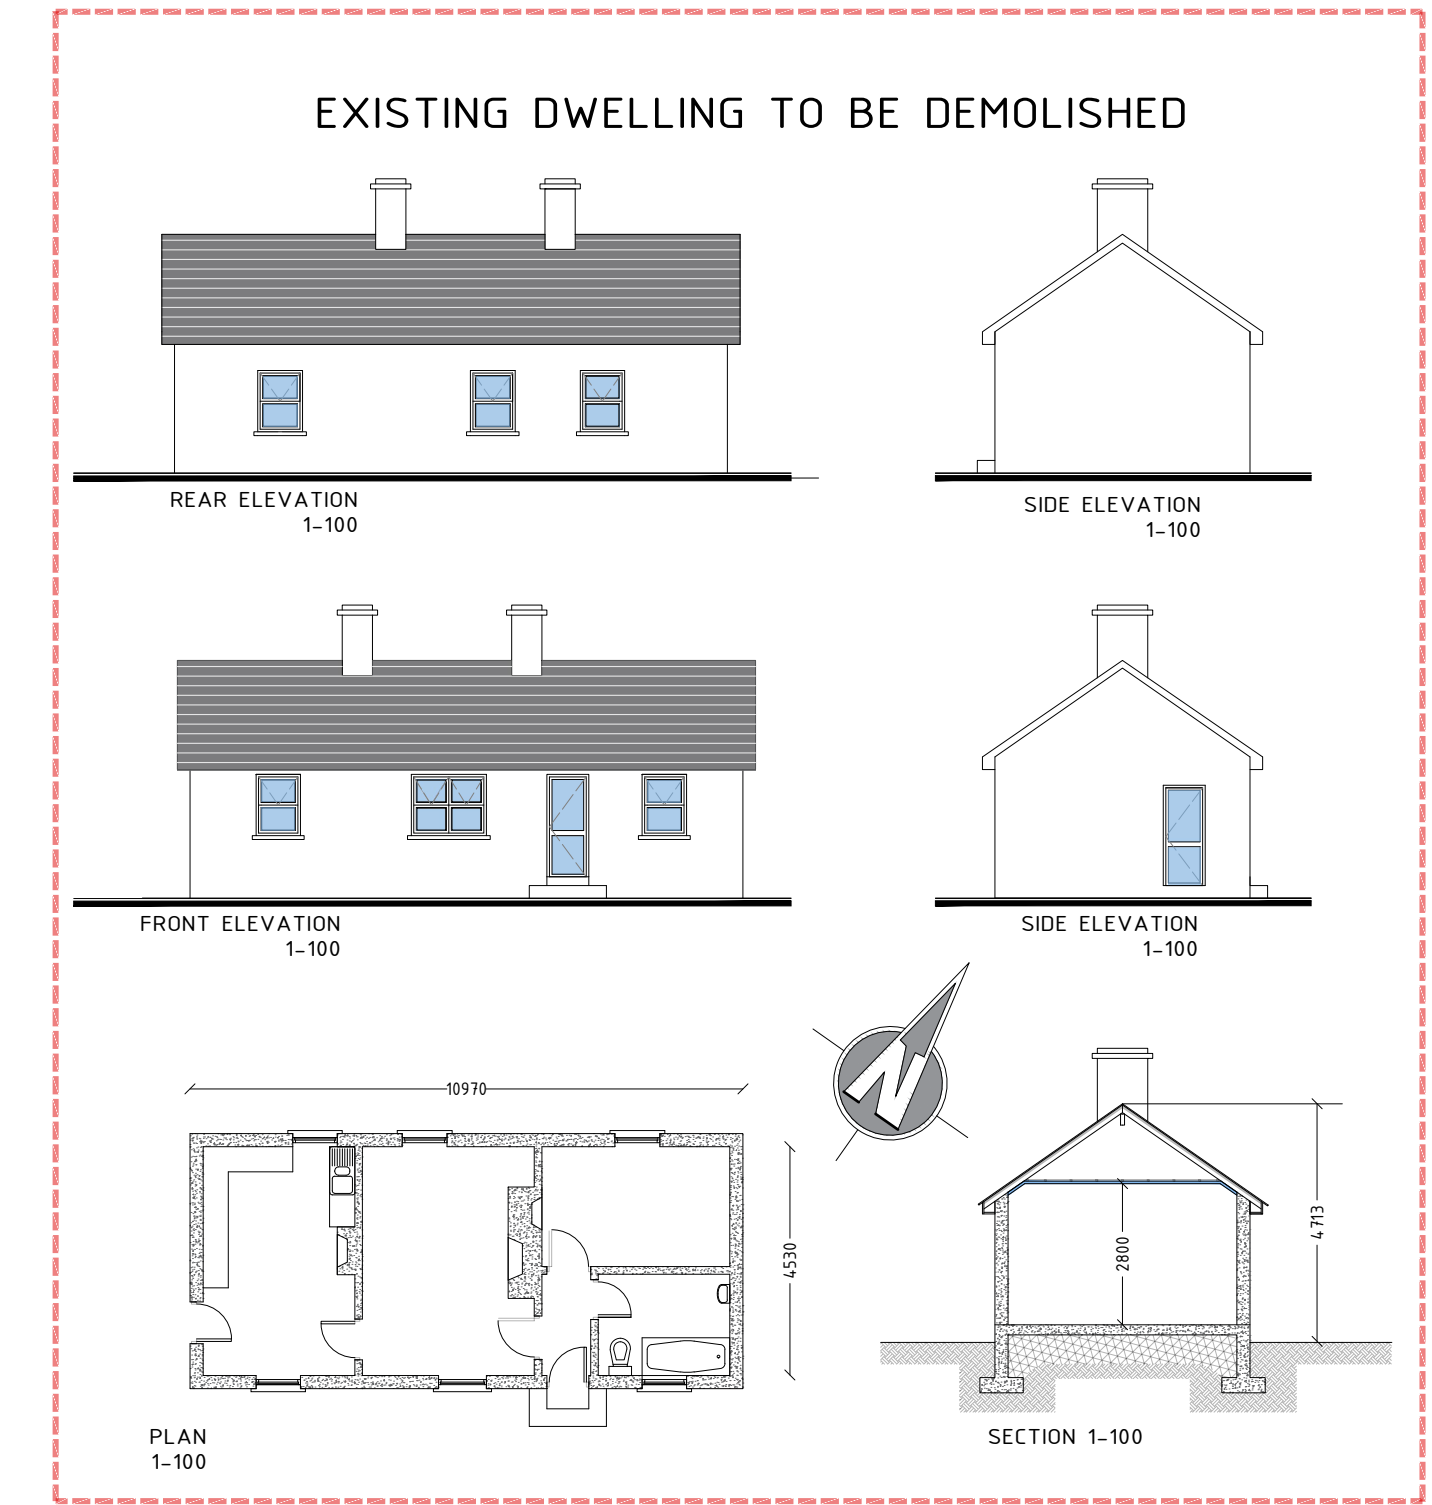 EXISTING DWELLING TO BE DEMOLISHED
REAR ELEVATION
1-100
SIDE ELEVATION
1-100
FRONT ELEVATION
1-100
SIDE ELEVATION
1-100
N
10970
4530
2800
4713
PLAN
1-100
SECTION 1-100